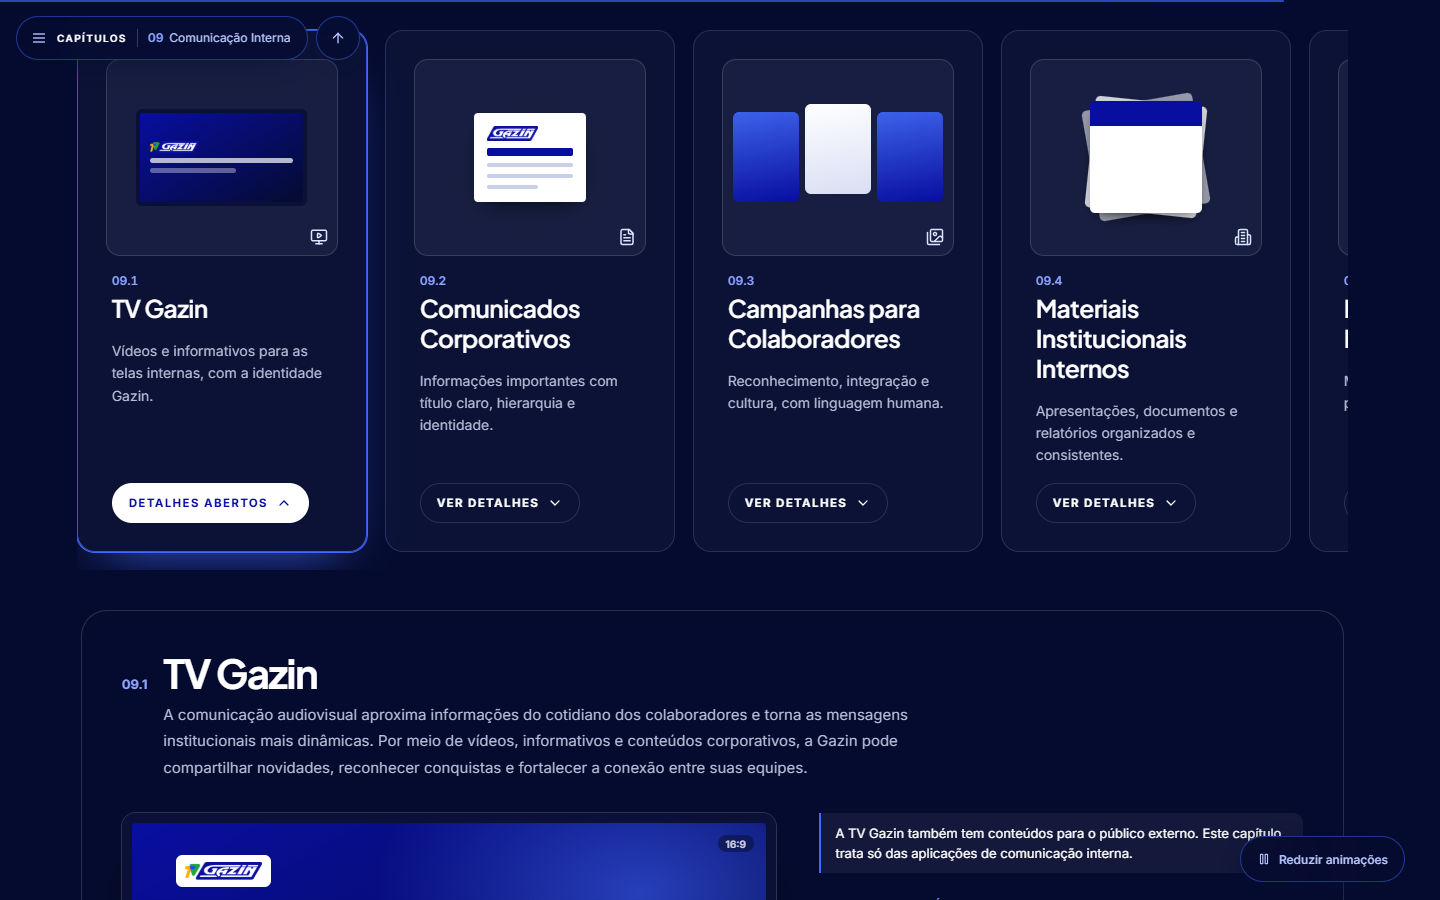 CAPÍTULOS
09 Comunicação Interna
TV GAZIN
09.1
TV Gazin
Vídeos e informativos para as
telas internas, com a identidade
Gazin.
DETALHES ABERTOS
GAZIN
09.2
Comunicados
Corporativos
Informações importantes com
título claro, hierarquia e
identidade.
VER DETALHES
09.3
Campanhas para
Colaboradores
Reconhecimento, integração e
cultura, com linguagem humana.
VER DETALHES
09.4
Materiais
Institucionais
Internos
Apresentações, documentos e
relatórios organizados e
consistentes.
VER DETALHES
09.1
TV Gazin
A comunicação audiovisual aproxima informações do cotidiano dos colaboradores e torna as mensagens
institucionais mais dinâmicas. Por meio de vídeos, informativos e conteúdos corporativos, a Gazin pode
compartilhar novidades, reconhecer conquistas e fortalecer a conexão entre suas equipes.
16:9
TV GAZIN
A TV Gazin também tem conteúdos para o público externo. Este capítulo
trata só das aplicações de comunicação interna.
Reduzir animações